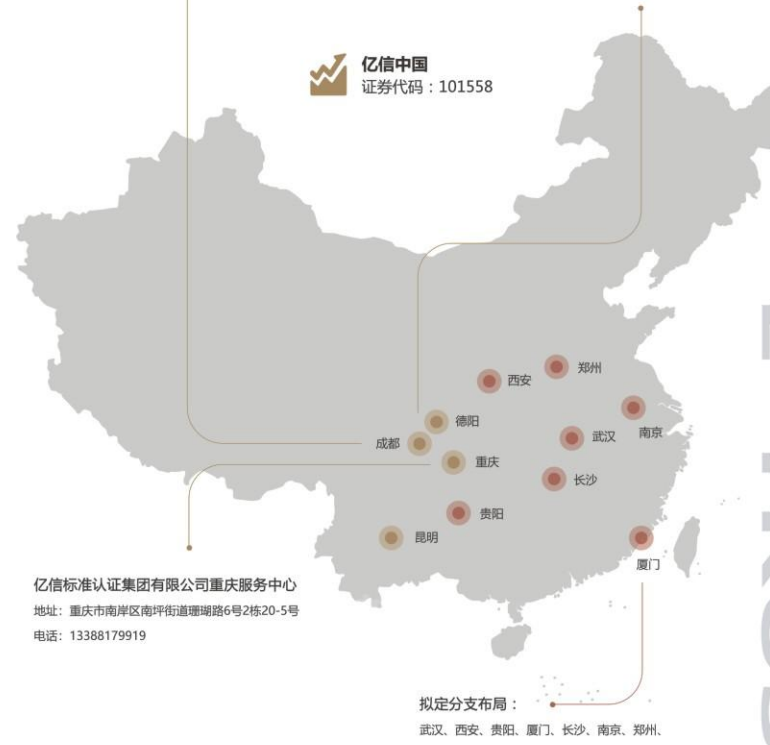 亿信中国
证券代码：101558
西安
郑州
德阳
南京
成都
武汉
重庆
长沙
贵阳
昆明
厦门
亿信标准认证集团有限公司重庆服务中心
地址：重庆市南岸区南坪街道珊瑚路6号2栋20-5号
电话：13388179919
拟定分支布局：
武汉、西安、贵阳、厦门、长沙、南京、郑州、